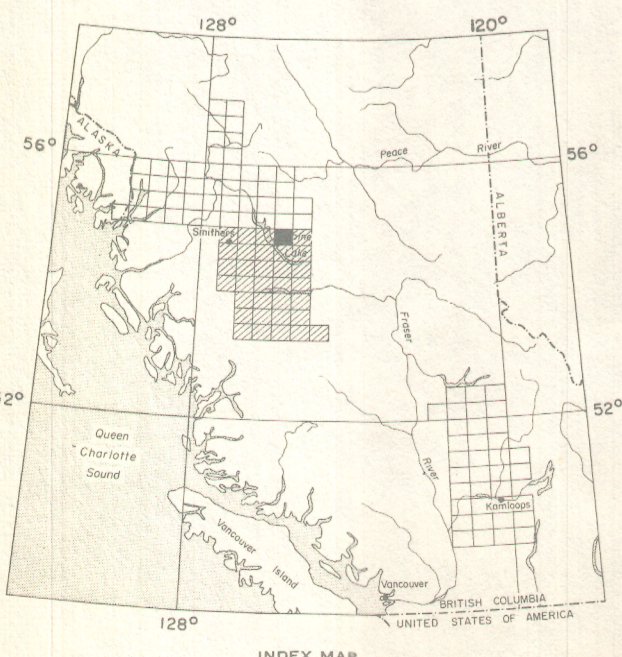 128°
120°
56°
ALASKA
Peace
River
56°
ALBERTA
Smithers
Lake
Fraser
2°
52°
Queen
Charlotte
Sound
River
Kamloops
Vancouver
Island
Vancouver
BRITISH COLUMBIA
UNITED STATES OF AMERICA
128°
INDEX MAP